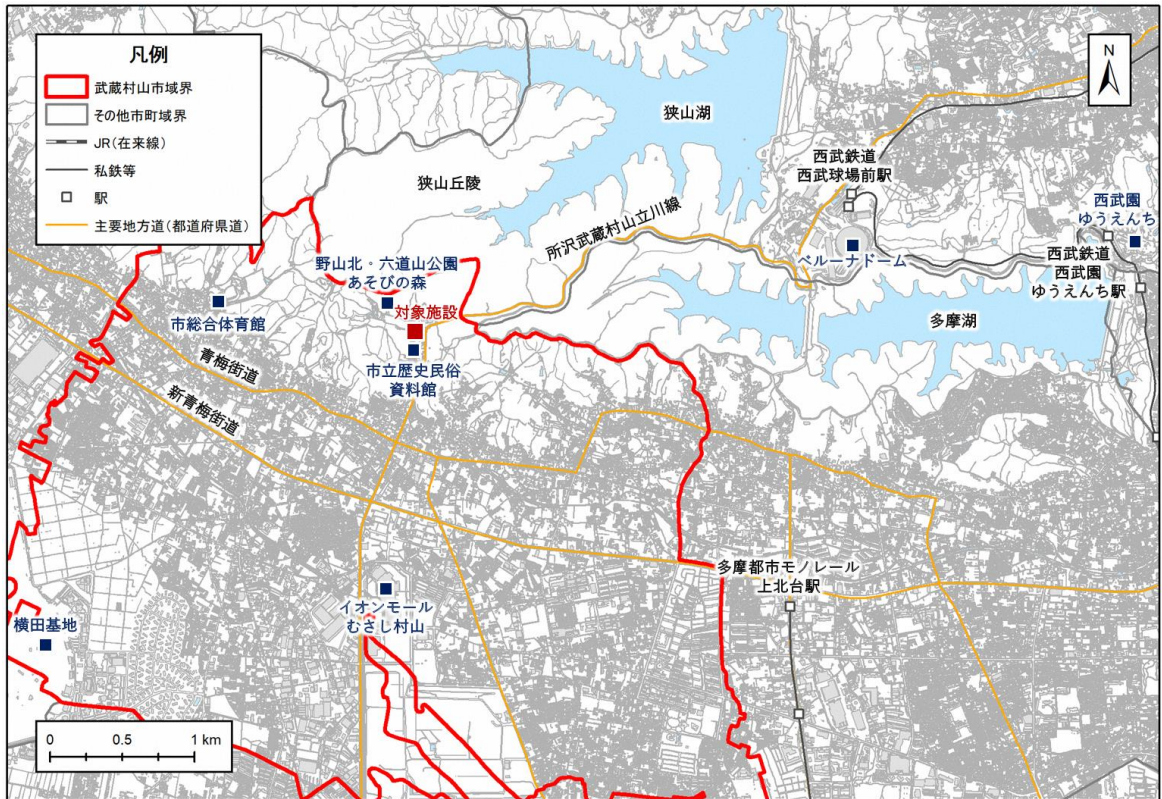 凡例
武蔵村山市域界
その他市町域界
JR(在来線)
私鉄等
駅
主要地方道(都道府県道)
N
狭山湖
狭山丘陵
西武鉄道
西武球場前駅
西武園
ゆうえんち
所沢武蔵村山立川線
ベルーナドーム
西武鉄道
西武園
ゆうえんち駅
野山北・六道山公園
あそびの森
市総合体育館
対象施設
多摩湖
市立歴史民俗
資料館
青梅街道
新青梅街道
多摩都市モノレール
上北台駅
イオンモール
むさし村山
横田基地
0 0.5 1 km